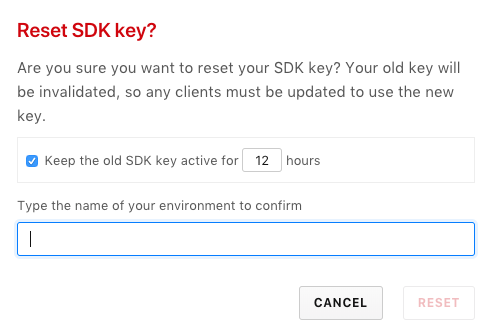 Reset SDK key?
Are you sure you want to reset your SDK key? Your old key will
be invalidated, so any clients must be updated to use the new
key.
Keep the old SDK key active for 12 hours
Type the name of your environment to confirm
CANCEL RESET